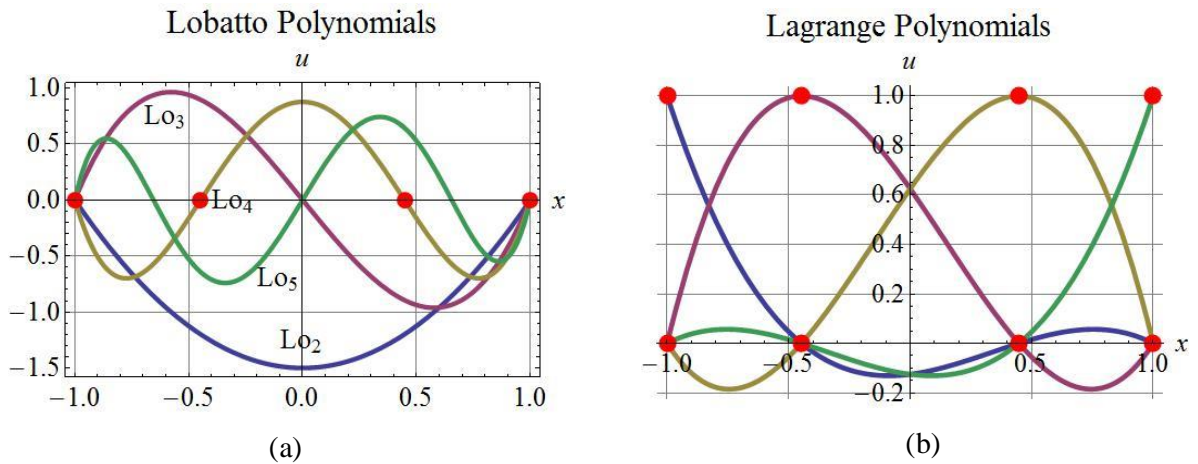 Lobatto Polynomials
u
1.0
0.5
0.0
−0.5
−1.0
−1.5
Lo3
Lo4
Lo5
Lo2
x
−1.0 −0.5 0.0 0.5 1.0
(a)
Lagrange Polynomials
u
1.0
0.8
0.6
0.4
0.2
−0.2
−1.0 −0.5 0.5 1.0
x
(b)